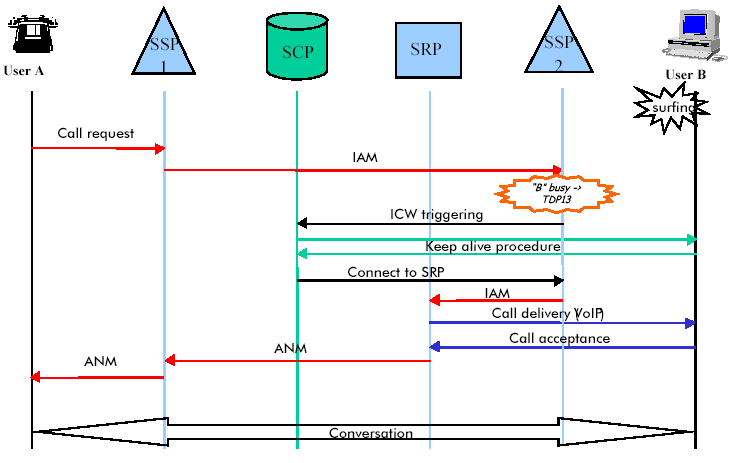 User A
SSP
1
SCP
SRP
SSP
2
User B
surfing
Call request
IAM
"B" busy ->
TDP13
ICW triggering
Keep alive procedure
Connect to SRP
IAM
Call delivery (VoIP)
Call acceptance
ANM
ANM
Conversation